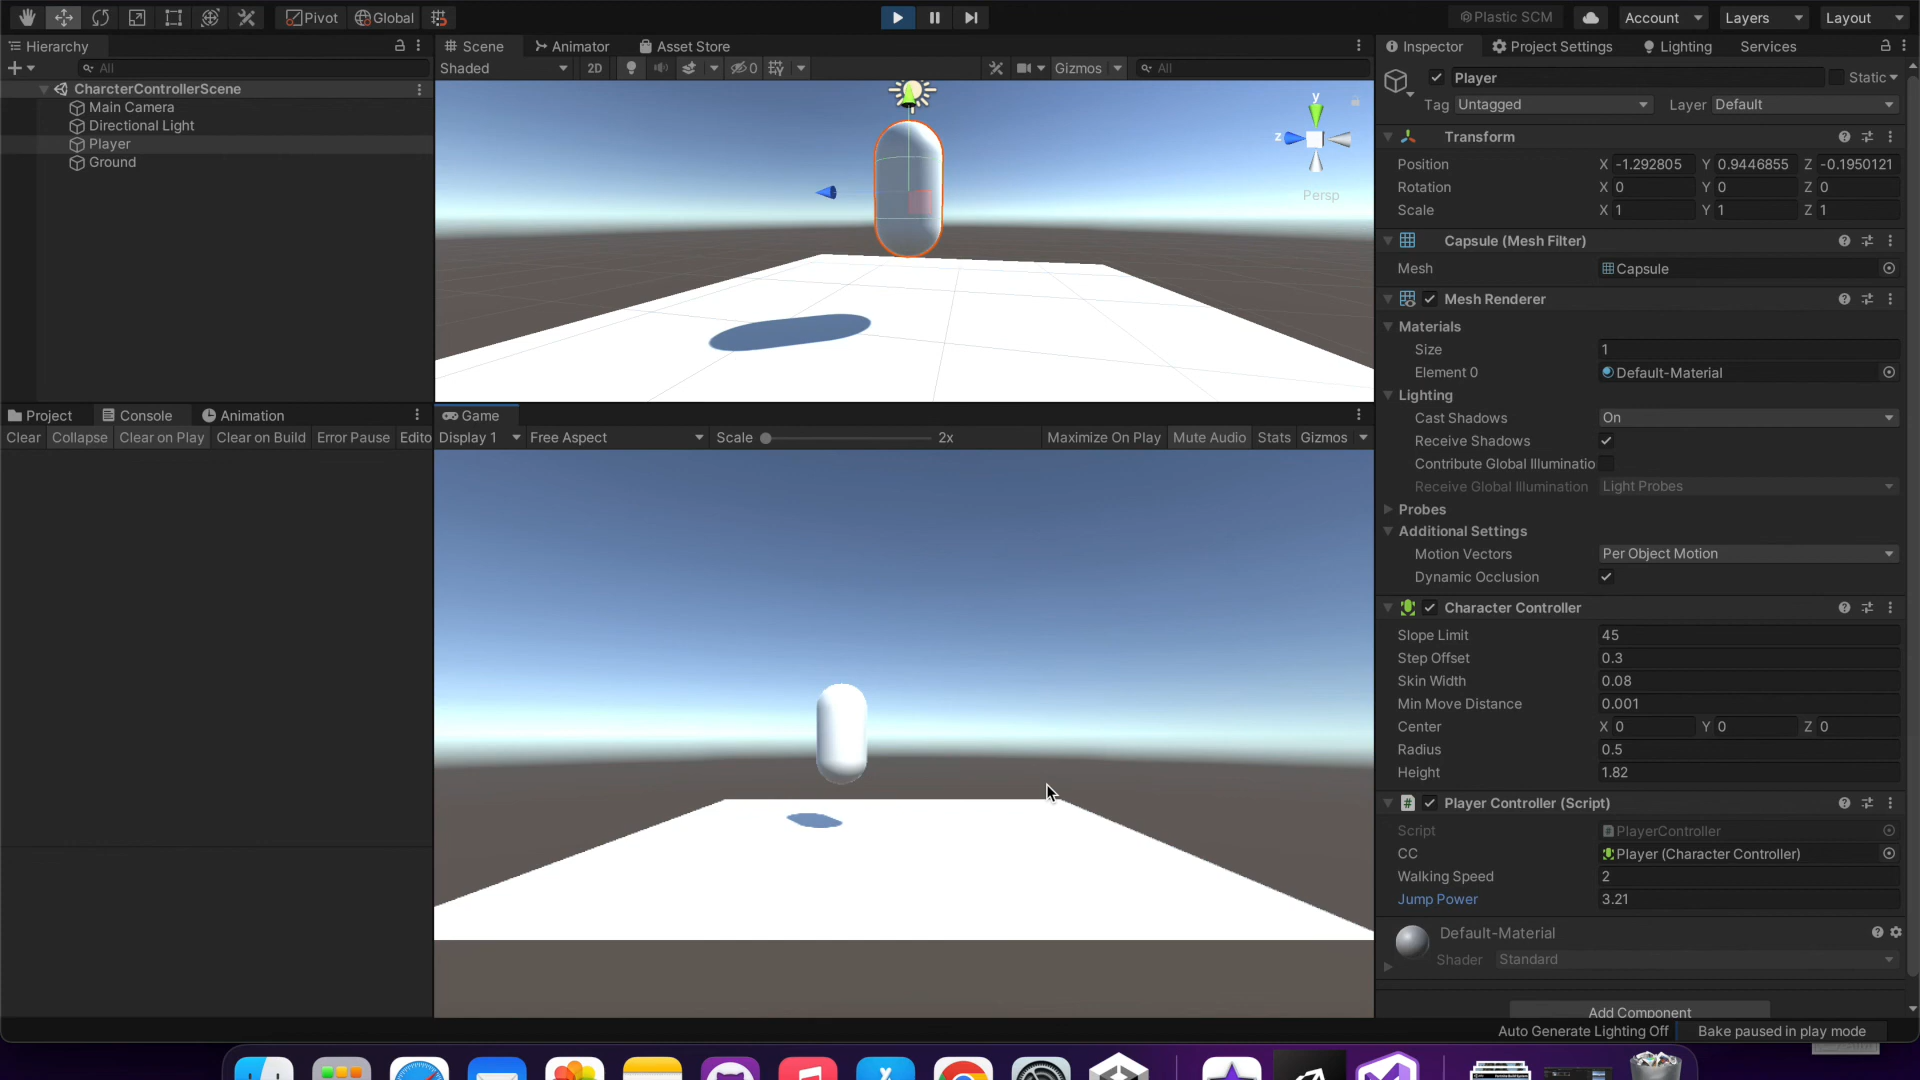 Pivot Global Plastic SCM Account Layers Layout
Hierarchy
All
CharcterControllerScene
Main Camera
Directional Light
Player
Ground
Scene Animator Asset Store
Shaded 2D 0 Gizmos All
y
z
Persp
Project Console Animation
Clear Collapse Clear on Play Clear on Build Error Pause Edito
Game
Display 1 Free Aspect Scale 2x Maximize On Play Mute Audio Stats Gizmos
Inspector Project Settings Lighting Services
Player Static
Tag Untagged Layer Default
Transform
Position X -1.292805 Y 0.9446855 Z -0.1950121
Rotation X 0 Y 0 Z 0
Scale X 1 Y 1 Z 1
Capsule (Mesh Filter)
Mesh Capsule
Mesh Renderer
Materials
Size 1
Element 0 Default-Material
Lighting
Cast Shadows On
Receive Shadows
Contribute Global Illuminatio
Receive Global Illumination Light Probes
Probes
Additional Settings
Motion Vectors Per Object Motion
Dynamic Occlusion
Character Controller
Slope Limit 45
Step Offset 0.3
Skin Width 0.08
Min Move Distance 0.001
Center X 0 Y 0 Z 0
Radius 0.5
Height 1.82
# Player Controller (Script)
Script PlayerController
CC Player (Character Controller)
Walking Speed 2
Jump Power 3.21
Default-Material
Shader Standard
Add Component
Auto Generate Lighting Off Bake paused in play mode